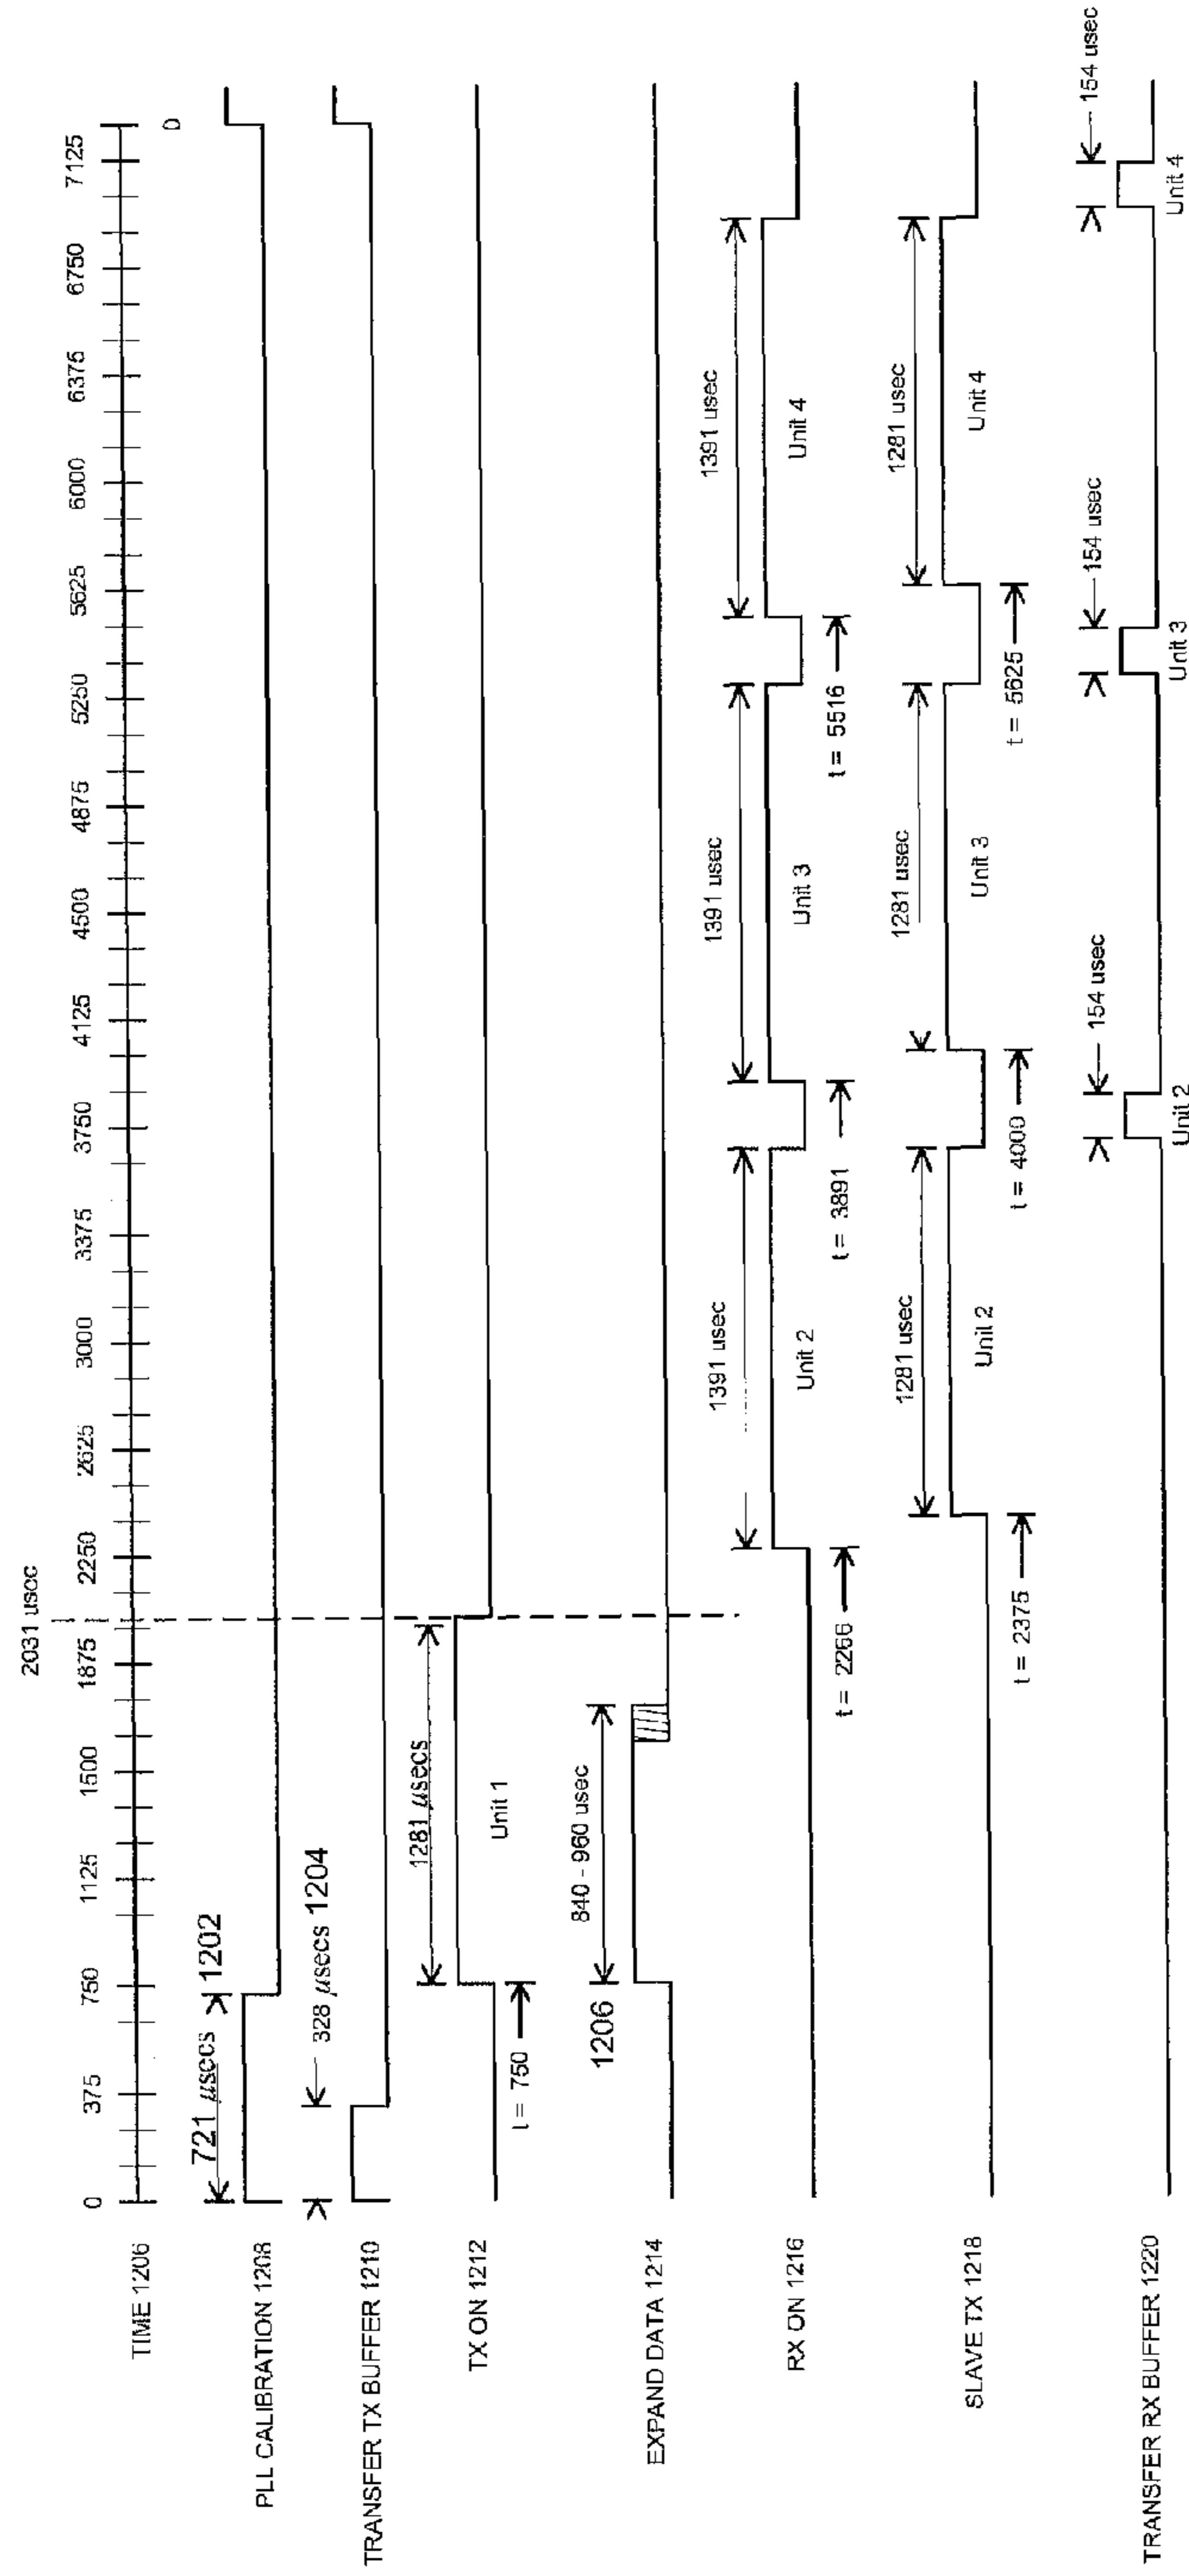 2031 usec
TIME 1206
0 375 750 1125 1500 1875 2250 2625 3000 3375 3750 4125 4500 4875 5250 5625 6000 6375 6750 7125
0
PLL CALIBRATION 1208
721 µsecs 1202
TRANSFER TX BUFFER 1210
328 µsecs 1204
TX ON 1212
1281 µsecs
Unit 1
t = 750
EXPAND DATA 1214
1206
840 - 960 usec
RX ON 1216
1391 usec 1391 usec 1391 usec
Unit 2 Unit 3 Unit 4
t = 2266 t = 3891 t = 5516
SLAVE TX 1218
1281 usec 1281 usec 1281 usec
Unit 2 Unit 3 Unit 4
t = 2375 t = 4000 t = 5625
TRANSFER RX BUFFER 1220
154 usec 154 usec 154 usec
Unit 2 Unit 3 Unit 4